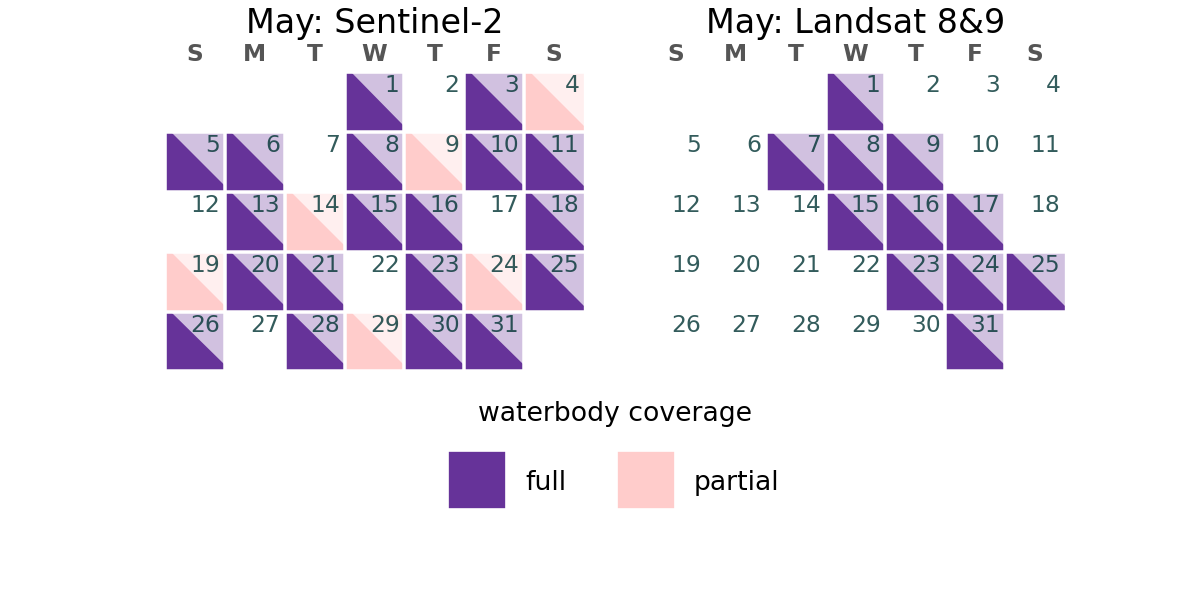 May: Sentinel-2
S M T W T F S
1 2 3 4
5 6 7 8 9 10 11
12 13 14 15 16 17 18
19 20 21 22 23 24 25
26 27 28 29 30 31
May: Landsat 8&9
S M T W T F S
1 2 3 4
5 6 7 8 9 10 11
12 13 14 15 16 17 18
19 20 21 22 23 24 25
26 27 28 29 30 31
waterbody coverage
full partial